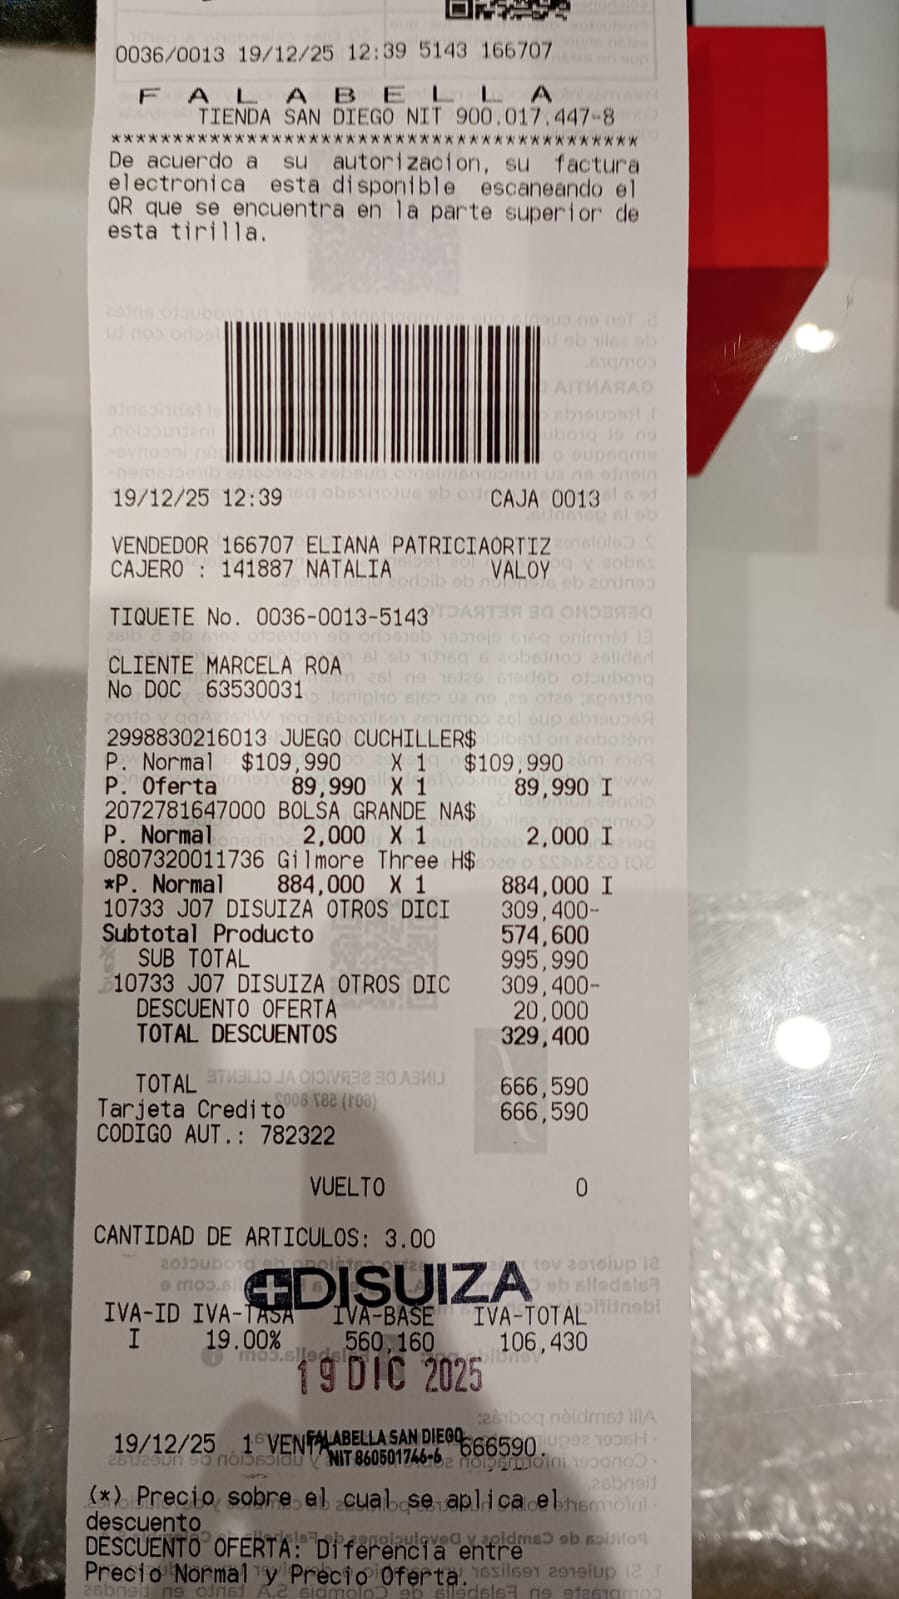 0036/0013 19/12/25 12:39 5143 166707
FALABELLA
TIENDA SAN DIEGO NIT 900.017.447-8
*******************************************
De acuerdo a su autorizacion, su factura
electronica esta disponible escaneando el
QR que se encuentra en la parte superior de
esta tirilla.
19/12/25 12:39 CAJA 0013
VENDEDOR 166707 ELIANA PATRICIAORTIZ
CAJERO : 141887 NATALIA VALOY
TIQUETE No. 0036-0013-5143
CLIENTE MARCELA ROA
No DOC 63530031
2998830216013 JUEGO CUCHILLER$
P. Normal $109,990 X 1 $109,990
P. Oferta 89,990 X 1 89,990 I
2072781647000 BOLSA GRANDE NA$
P. Normal 2,000 X 1 2,000 I
0807320011736 Gilmore Three H$
*P. Normal 884,000 X 1 884,000 I
10733 J07 DISUIZA OTROS DICI 309,400-
Subtotal Producto 574,600
SUB TOTAL 995,990
10733 J07 DISUIZA OTROS DIC 309,400-
DESCUENTO OFERTA 20,000
TOTAL DESCUENTOS 329,400
TOTAL 666,590
Tarjeta Credito 666,590
CODIGO AUT.: 782322
VUELTO 0
CANTIDAD DE ARTICULOS: 3.00
DISUIZA
IVA-ID IVA-TASA IVA-BASE IVA-TOTAL
I 19.00% 560,160 106,430
19 DIC 2025
19/12/25 1 VENTA 666590.
FALABELLA SAN DIEGO
NIT 860501746-6
(*) Precio sobre el cual se aplica el
descuento
DESCUENTO OFERTA: Diferencia entre
Precio Normal y Precio Oferta.